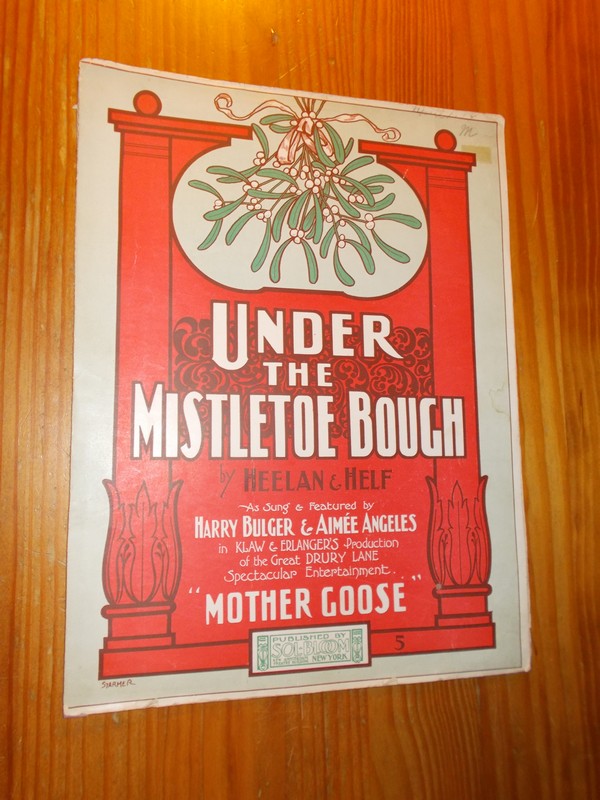 UNDER
THE
MISTLETOE BOUGH
by HEELAN & HELF
As Sung & Featured by
HARRY BULGER & AIMÉE ANGELES
in KLAW & ERLANGER'S Production
of the Great DRURY LANE
Spectacular Entertainment.
"MOTHER GOOSE"
PUBLISHED BY
SOL BLOOM
NEW YORK
5
STARMER